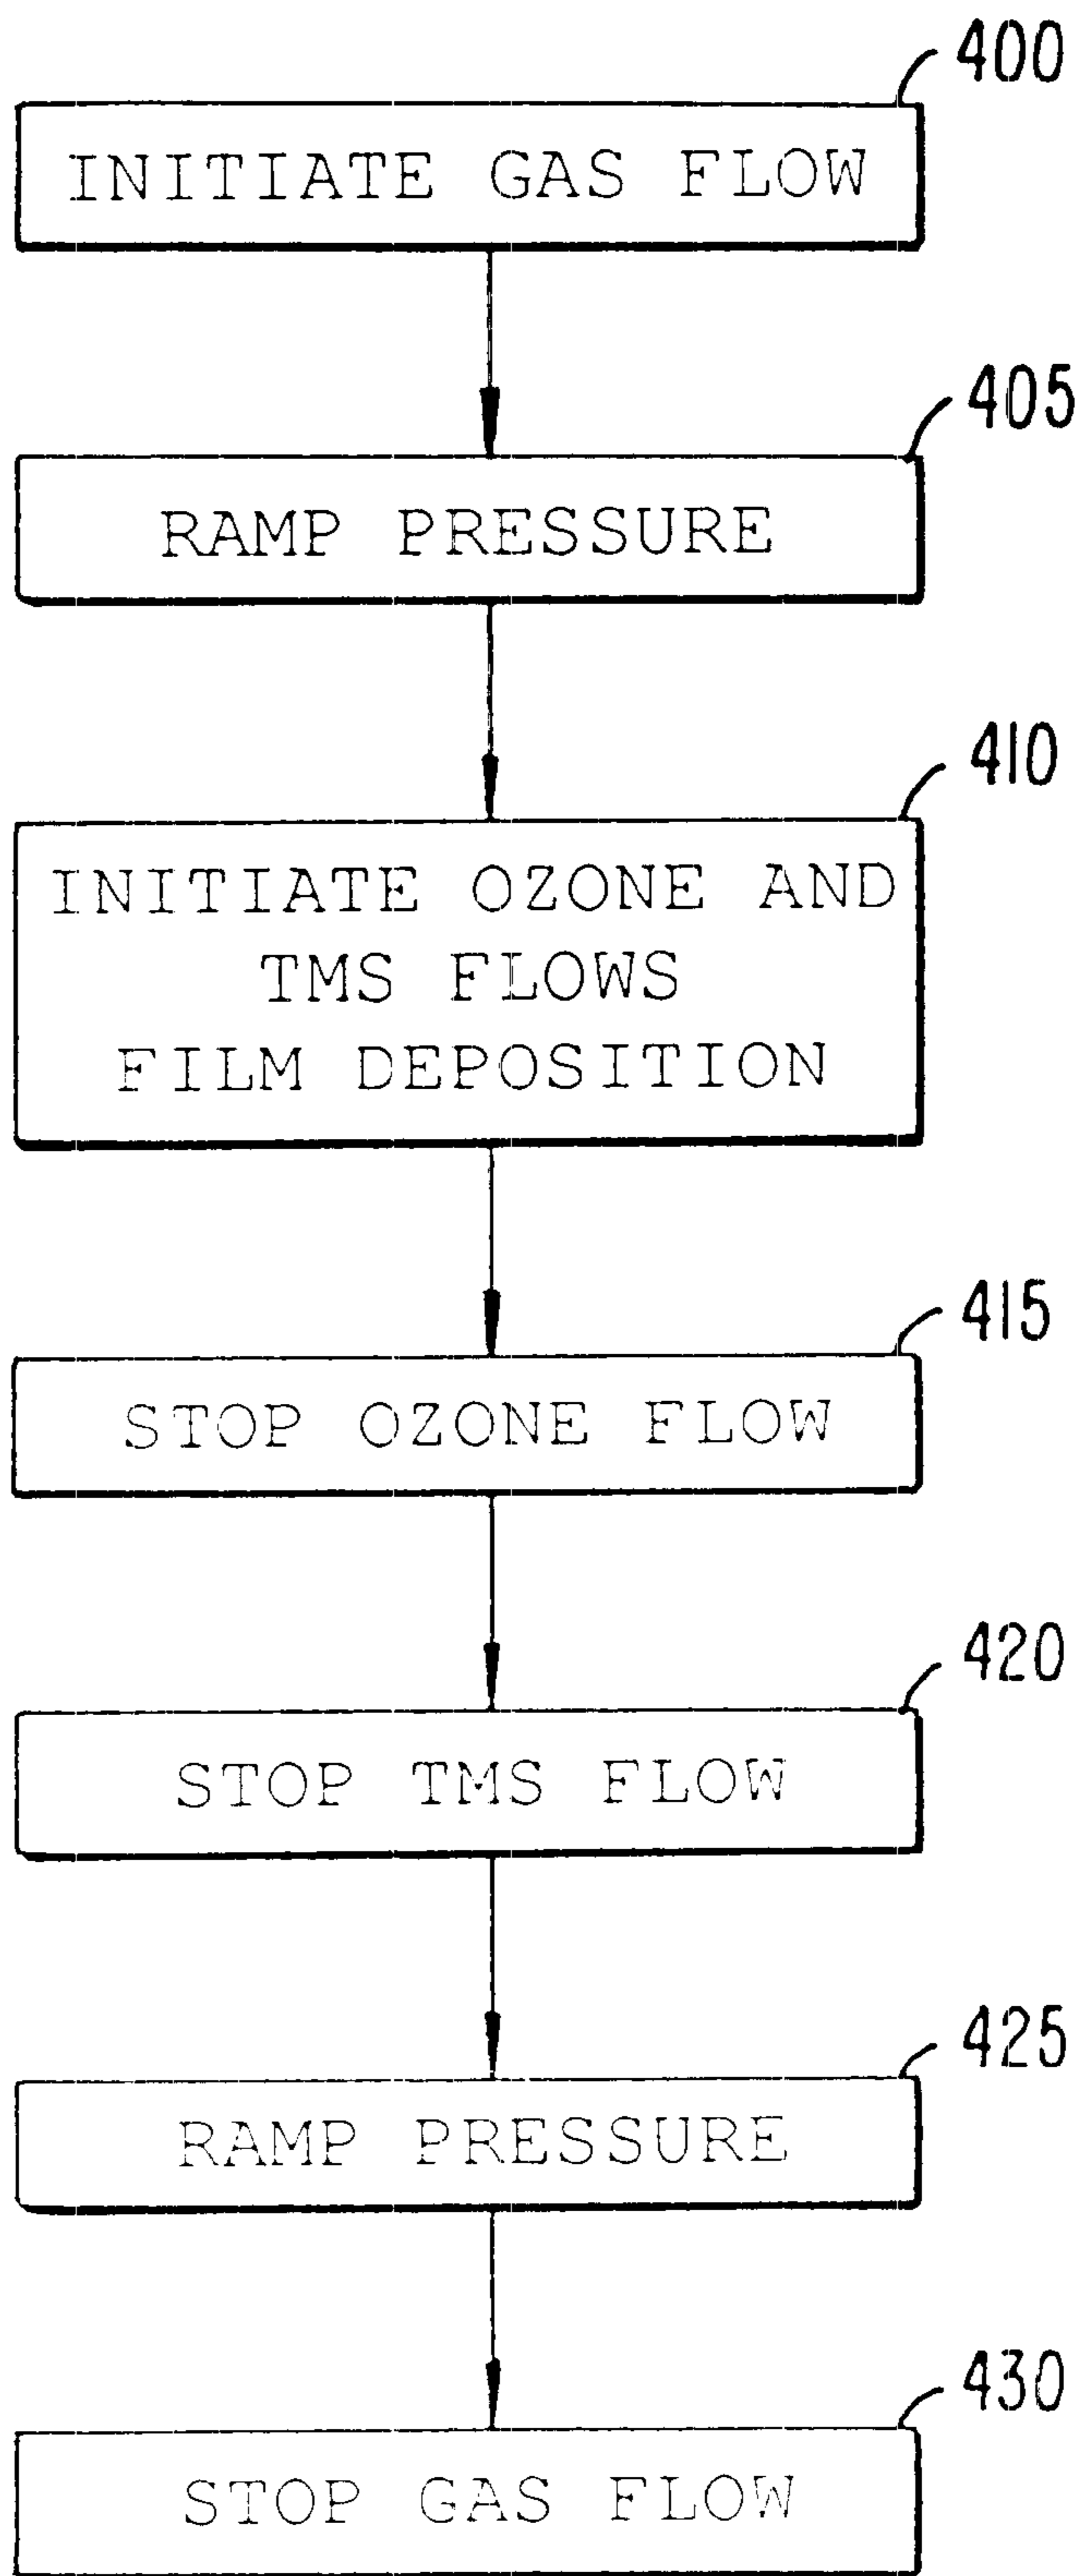 400
INITIATE GAS FLOW
405
RAMP PRESSURE
410
INITIATE OZONE AND
TMS FLOWS
FILM DEPOSITION
415
STOP OZONE FLOW
420
STOP TMS FLOW
425
RAMP PRESSURE
430
STOP GAS FLOW